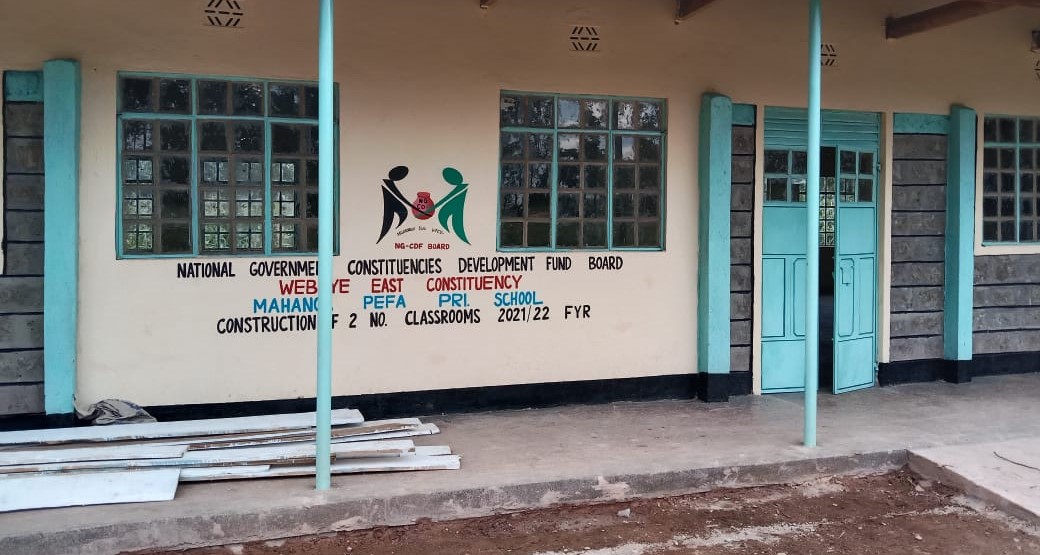 NG-CDF BOARD
NATIONAL GOVERNMENT CONSTITUENCIES DEVELOPMENT FUND BOARD
WEBUYE EAST CONSTITUENCY
PEFA PRI. SCHOOL
CONSTRUCTION OF 2 NO. CLASSROOMS 2021/22 FYR